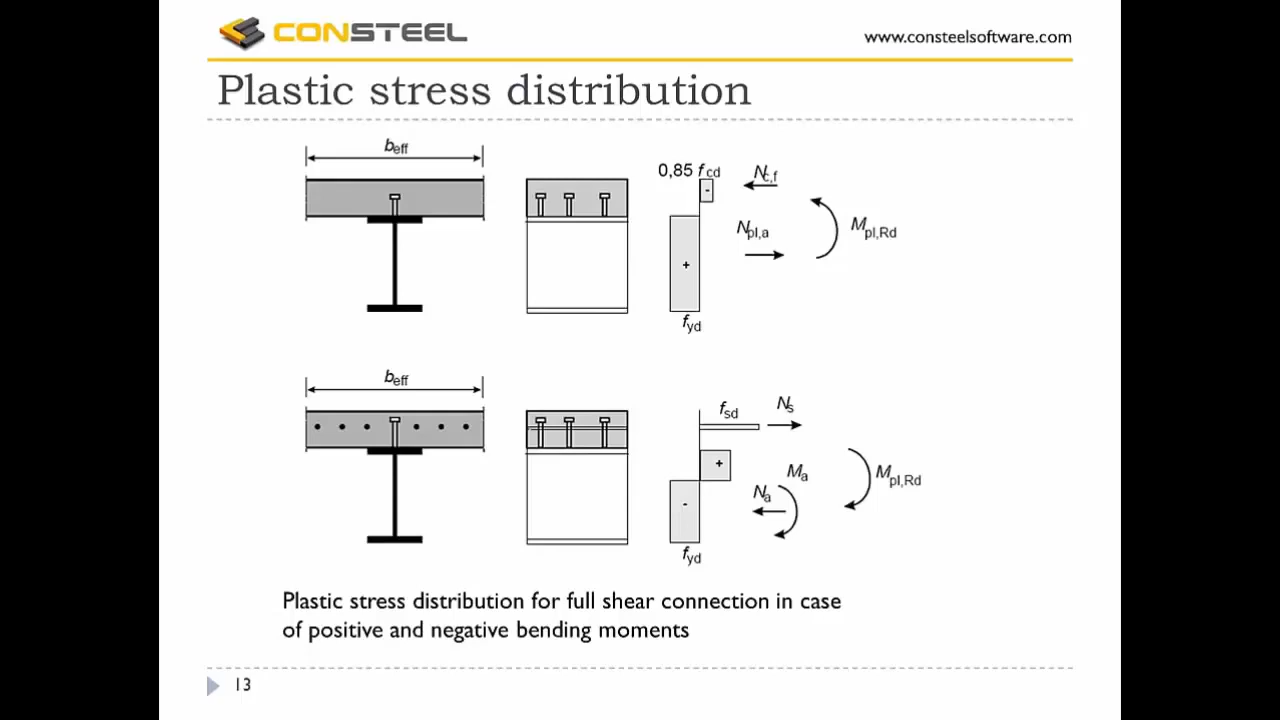 CONSTEEL
www.consteelsoftware.com
Plastic stress distribution
beff
0,85 fcd
Nc,f
-
Npl,a
Mpl,Rd
+
fyd
beff
fsd
Ns
+
Ma
Mpl,Rd
Na
-
fyd
Plastic stress distribution for full shear connection in case
of positive and negative bending moments
13